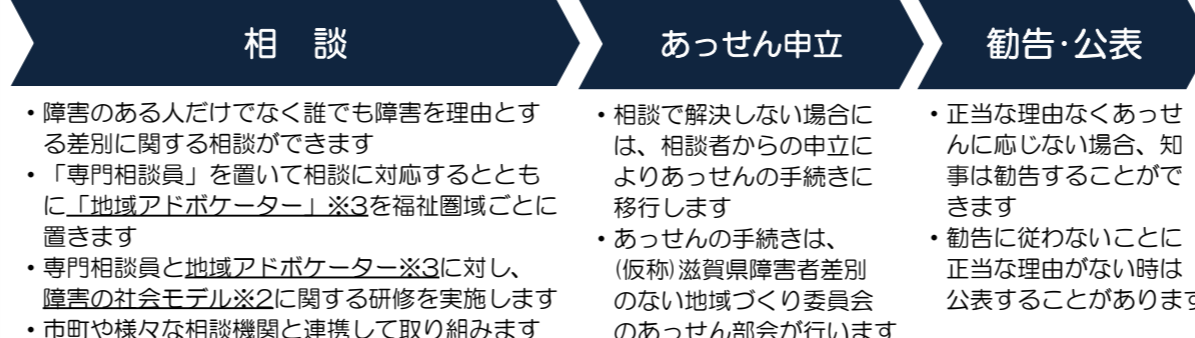 相 談
・障害のある人だけでなく誰でも障害を理由とす
る差別に関する相談ができます
・「専門相談員」を置いて相談に対応するととも
に「地域アドボケーター」※3を福祉圏域ごとに
置きます
・専門相談員と地域アドボケーター※3に対し、
障害の社会モデル※2に関する研修を実施します
・市町や様々な相談機関と連携して取り組みます
あっせん申立
・相談で解決しない場合に
は、相談者からの申立に
よりあっせんの手続きに
移行します
・あっせんの手続きは、
(仮称)滋賀県障害者差別
のない地域づくり委員会
のあっせん部会が行います
勧告・公表
・正当な理由なくあっせ
んに応じない場合、知
事は勧告することがで
きます
・勧告に従わないことに
正当な理由がない時は
公表することがあります